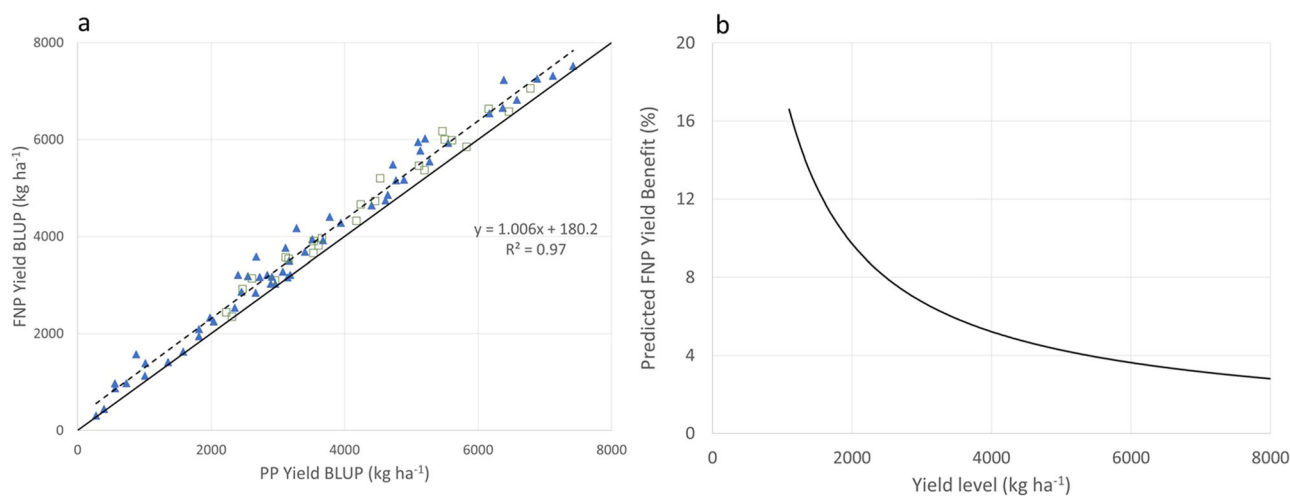 a
8000
6000
4000
2000
0
FNP Yield BLUP (kg ha⁻¹)
y = 1.006x + 180.2
R² = 0.97
0 2000 4000 6000 8000
PP Yield BLUP (kg ha⁻¹)
b
20
16
12
8
4
0
Predicted FNP Yield Benefit (%)
0 2000 4000 6000 8000
Yield level (kg ha⁻¹)